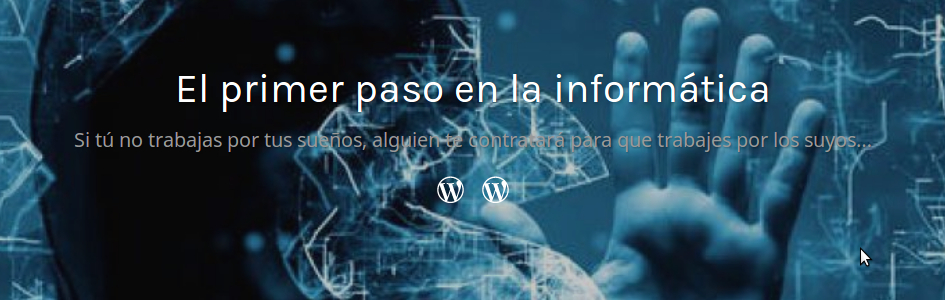 El primer paso en la informática
Si tú no trabajas por tus sueños, alguien te contratará para que trabajes por los suyos...